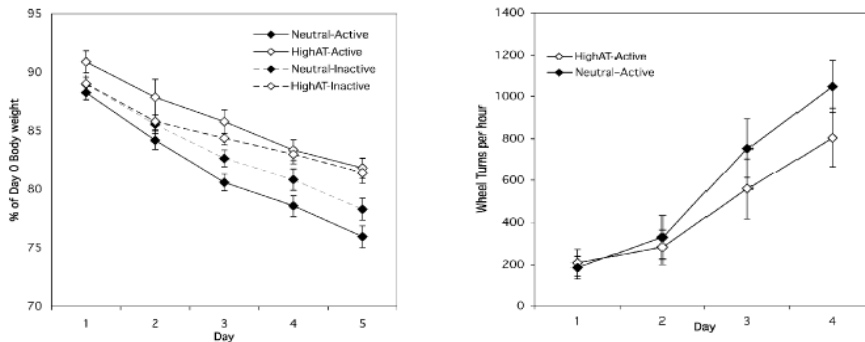 % of Day 0 Body weight
95
90
85
80
75
70
1 2 3 4 5
Day
Neutral-Active
HighAT-Active
Neutral-Inactive
HighAT-Inactive
Wheel Turns per hour
1400
1200
1000
800
600
400
200
0
1 2 3 4
Day
HighAT-Active
Neutral-Active